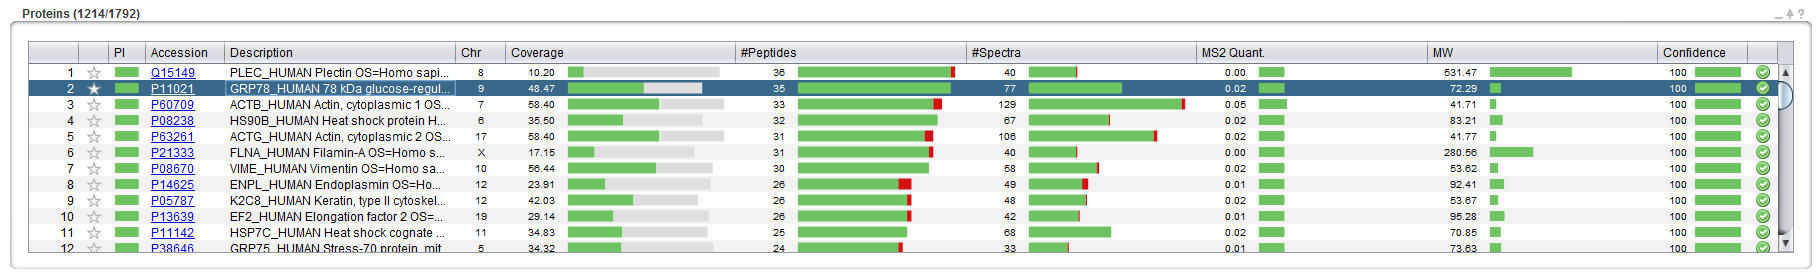 Proteins (1214/1792)
PI Accession Description Chr Coverage #Peptides #Spectra MS2 Quant. MW Confidence
1 Q15149 PLEC_HUMAN Plectin OS=Homo sapi... 8 10.20 36 40 0.00 531.47 100
2 P11021 GRP78_HUMAN 78 kDa glucose-regul... 9 48.47 35 77 0.02 72.29 100
3 P60709 ACTB_HUMAN Actin, cytoplasmic 1 OS... 7 58.40 33 129 0.05 41.71 100
4 P08238 HS90B_HUMAN Heat shock protein H... 6 35.50 32 67 0.02 83.21 100
5 P63261 ACTG_HUMAN Actin, cytoplasmic 2 OS... 17 58.40 31 106 0.02 41.77 100
6 P21333 FLNA_HUMAN Filamin-A OS=Homo s... X 17.15 31 40 0.00 280.56 100
7 P08670 VIME_HUMAN Vimentin OS=Homo sa... 10 56.44 30 58 0.02 53.62 100
8 P14625 ENPL_HUMAN Endoplasmin OS=Ho... 12 23.91 26 49 0.01 92.41 100
9 P05787 K2C8_HUMAN Keratin, type II cytoskel... 12 42.03 26 48 0.02 53.67 100
10 P13639 EF2_HUMAN Elongation factor 2 OS=... 19 29.14 26 42 0.01 95.28 100
11 P11142 HSP7C_HUMAN Heat shock cognate ... 11 34.83 25 68 0.02 70.85 100
12 P38646 GRP75_HUMAN Stress-70 protein, mit... 5 34.32 24 33 0.01 73.63 100